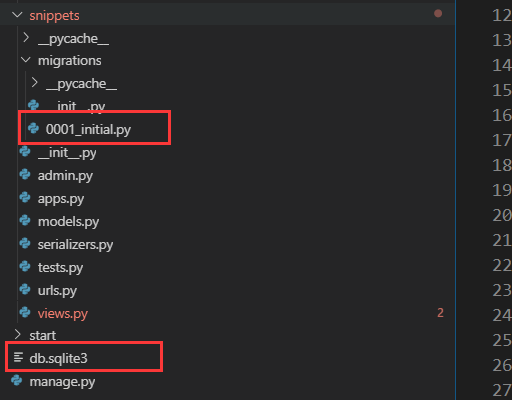 snippets
__pycache__
migrations
__pycache__
__init__.py
0001_initial.py
__init__.py
admin.py
apps.py
models.py
serializers.py
tests.py
urls.py
views.py 2
start
db.sqlite3
manage.py
12
13
14
15
16
17
18
19
20
21
22
23
24
25
26
27